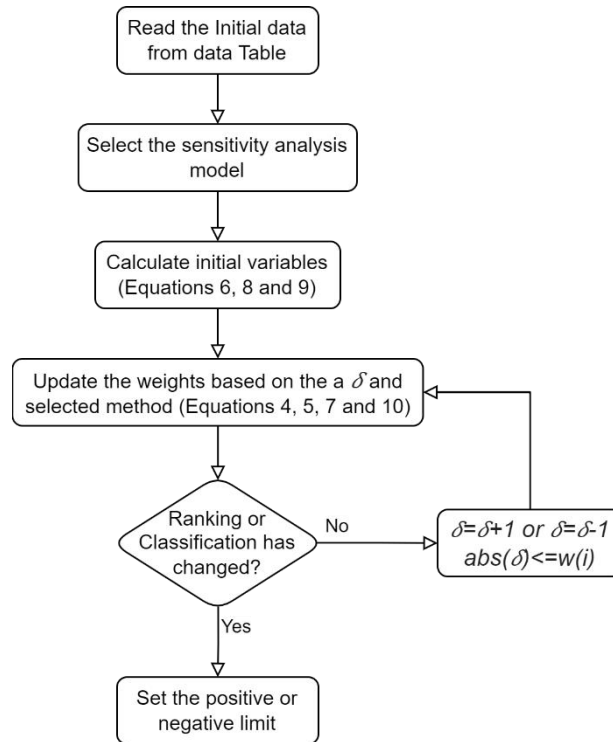 Read the Initial data
from data Table
Select the sensitivity analysis
model
Calculate initial variables
(Equations 6, 8 and 9)
Update the weights based on the a δ and
selected method (Equations 4, 5, 7 and 10)
Ranking or
Classification has
changed?
No
δ=δ+1 or δ=δ-1
abs(δ)<=w(i)
Yes
Set the positive or
negative limit